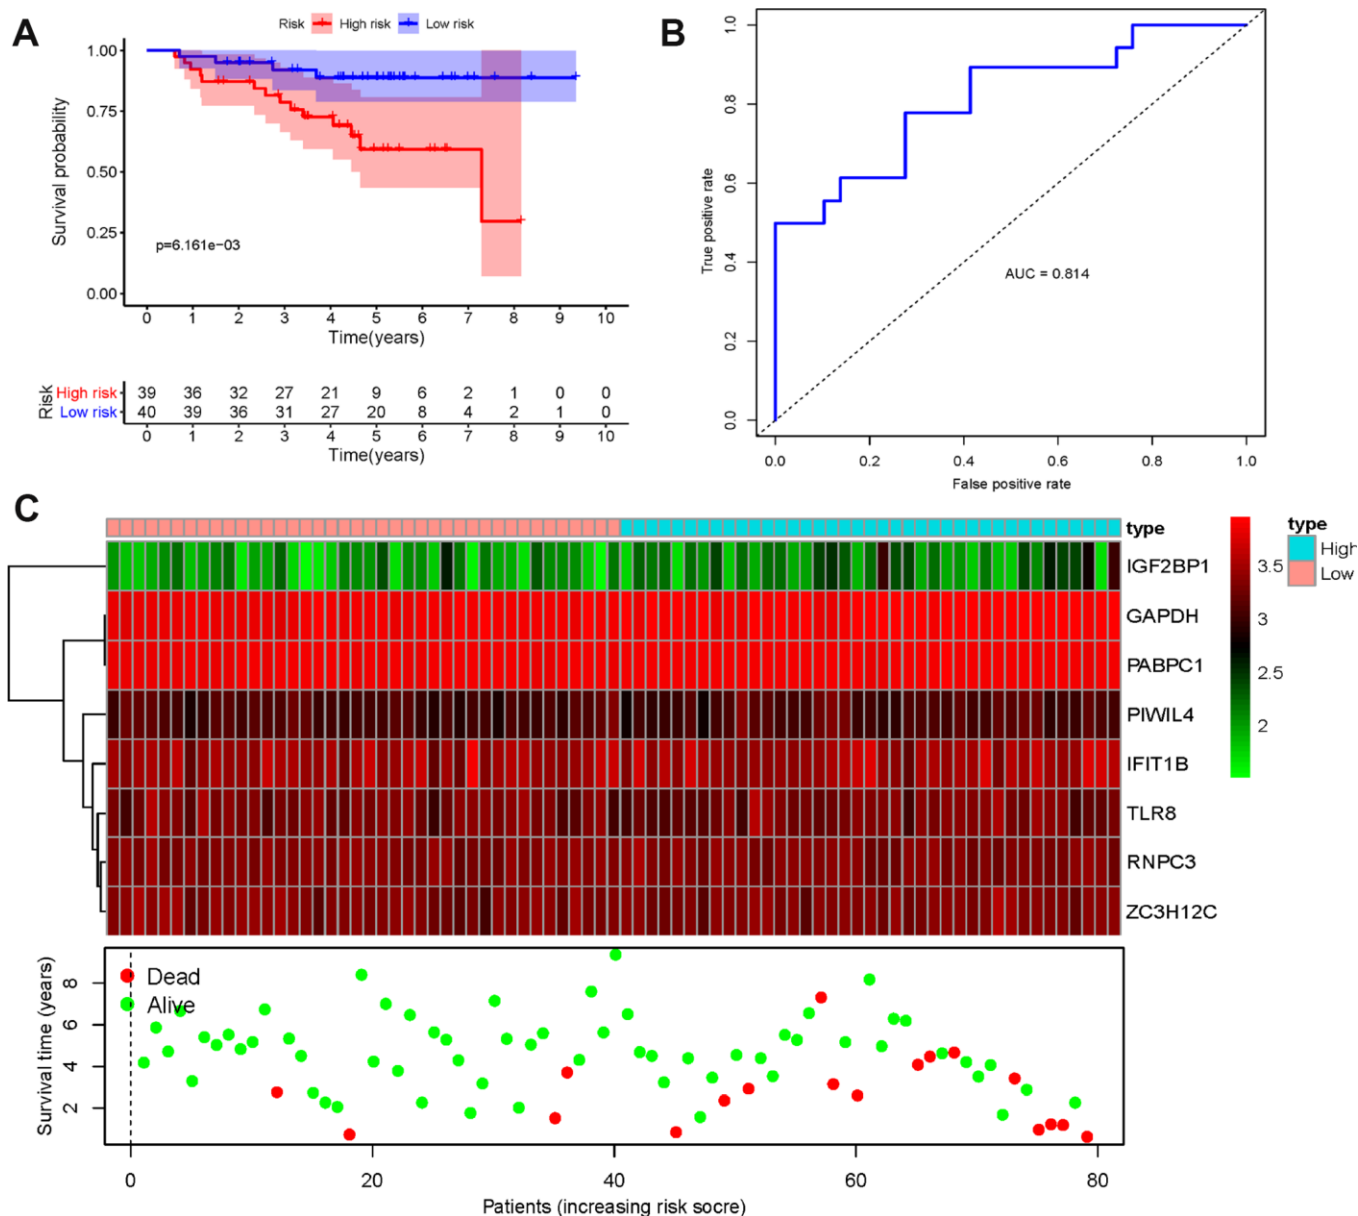 A
Risk High risk Low risk
Survival probability
1.00
0.75
0.50
0.25
0.00
p=6.161e−03
0 1 2 3 4 5 6 7 8 9 10
Time(years)
Risk
High risk 39 36 32 27 21 9 6 2 1 0 0
Low risk 40 39 36 31 27 20 8 4 2 1 0
0 1 2 3 4 5 6 7 8 9 10
Time(years)
B
True positive rate
1.0
0.8
0.6
0.4
0.2
0.0
AUC = 0.814
0.0 0.2 0.4 0.6 0.8 1.0
False positive rate
C
type
IGF2BP1
GAPDH
PABPC1
PIWIL4
IFIT1B
TLR8
RNPC3
ZC3H12C
3.5
3
2.5
2
type
High
Low
Survival time (years)
8
6
4
2
Dead
Alive
0 20 40 60 80
Patients (increasing risk socre)